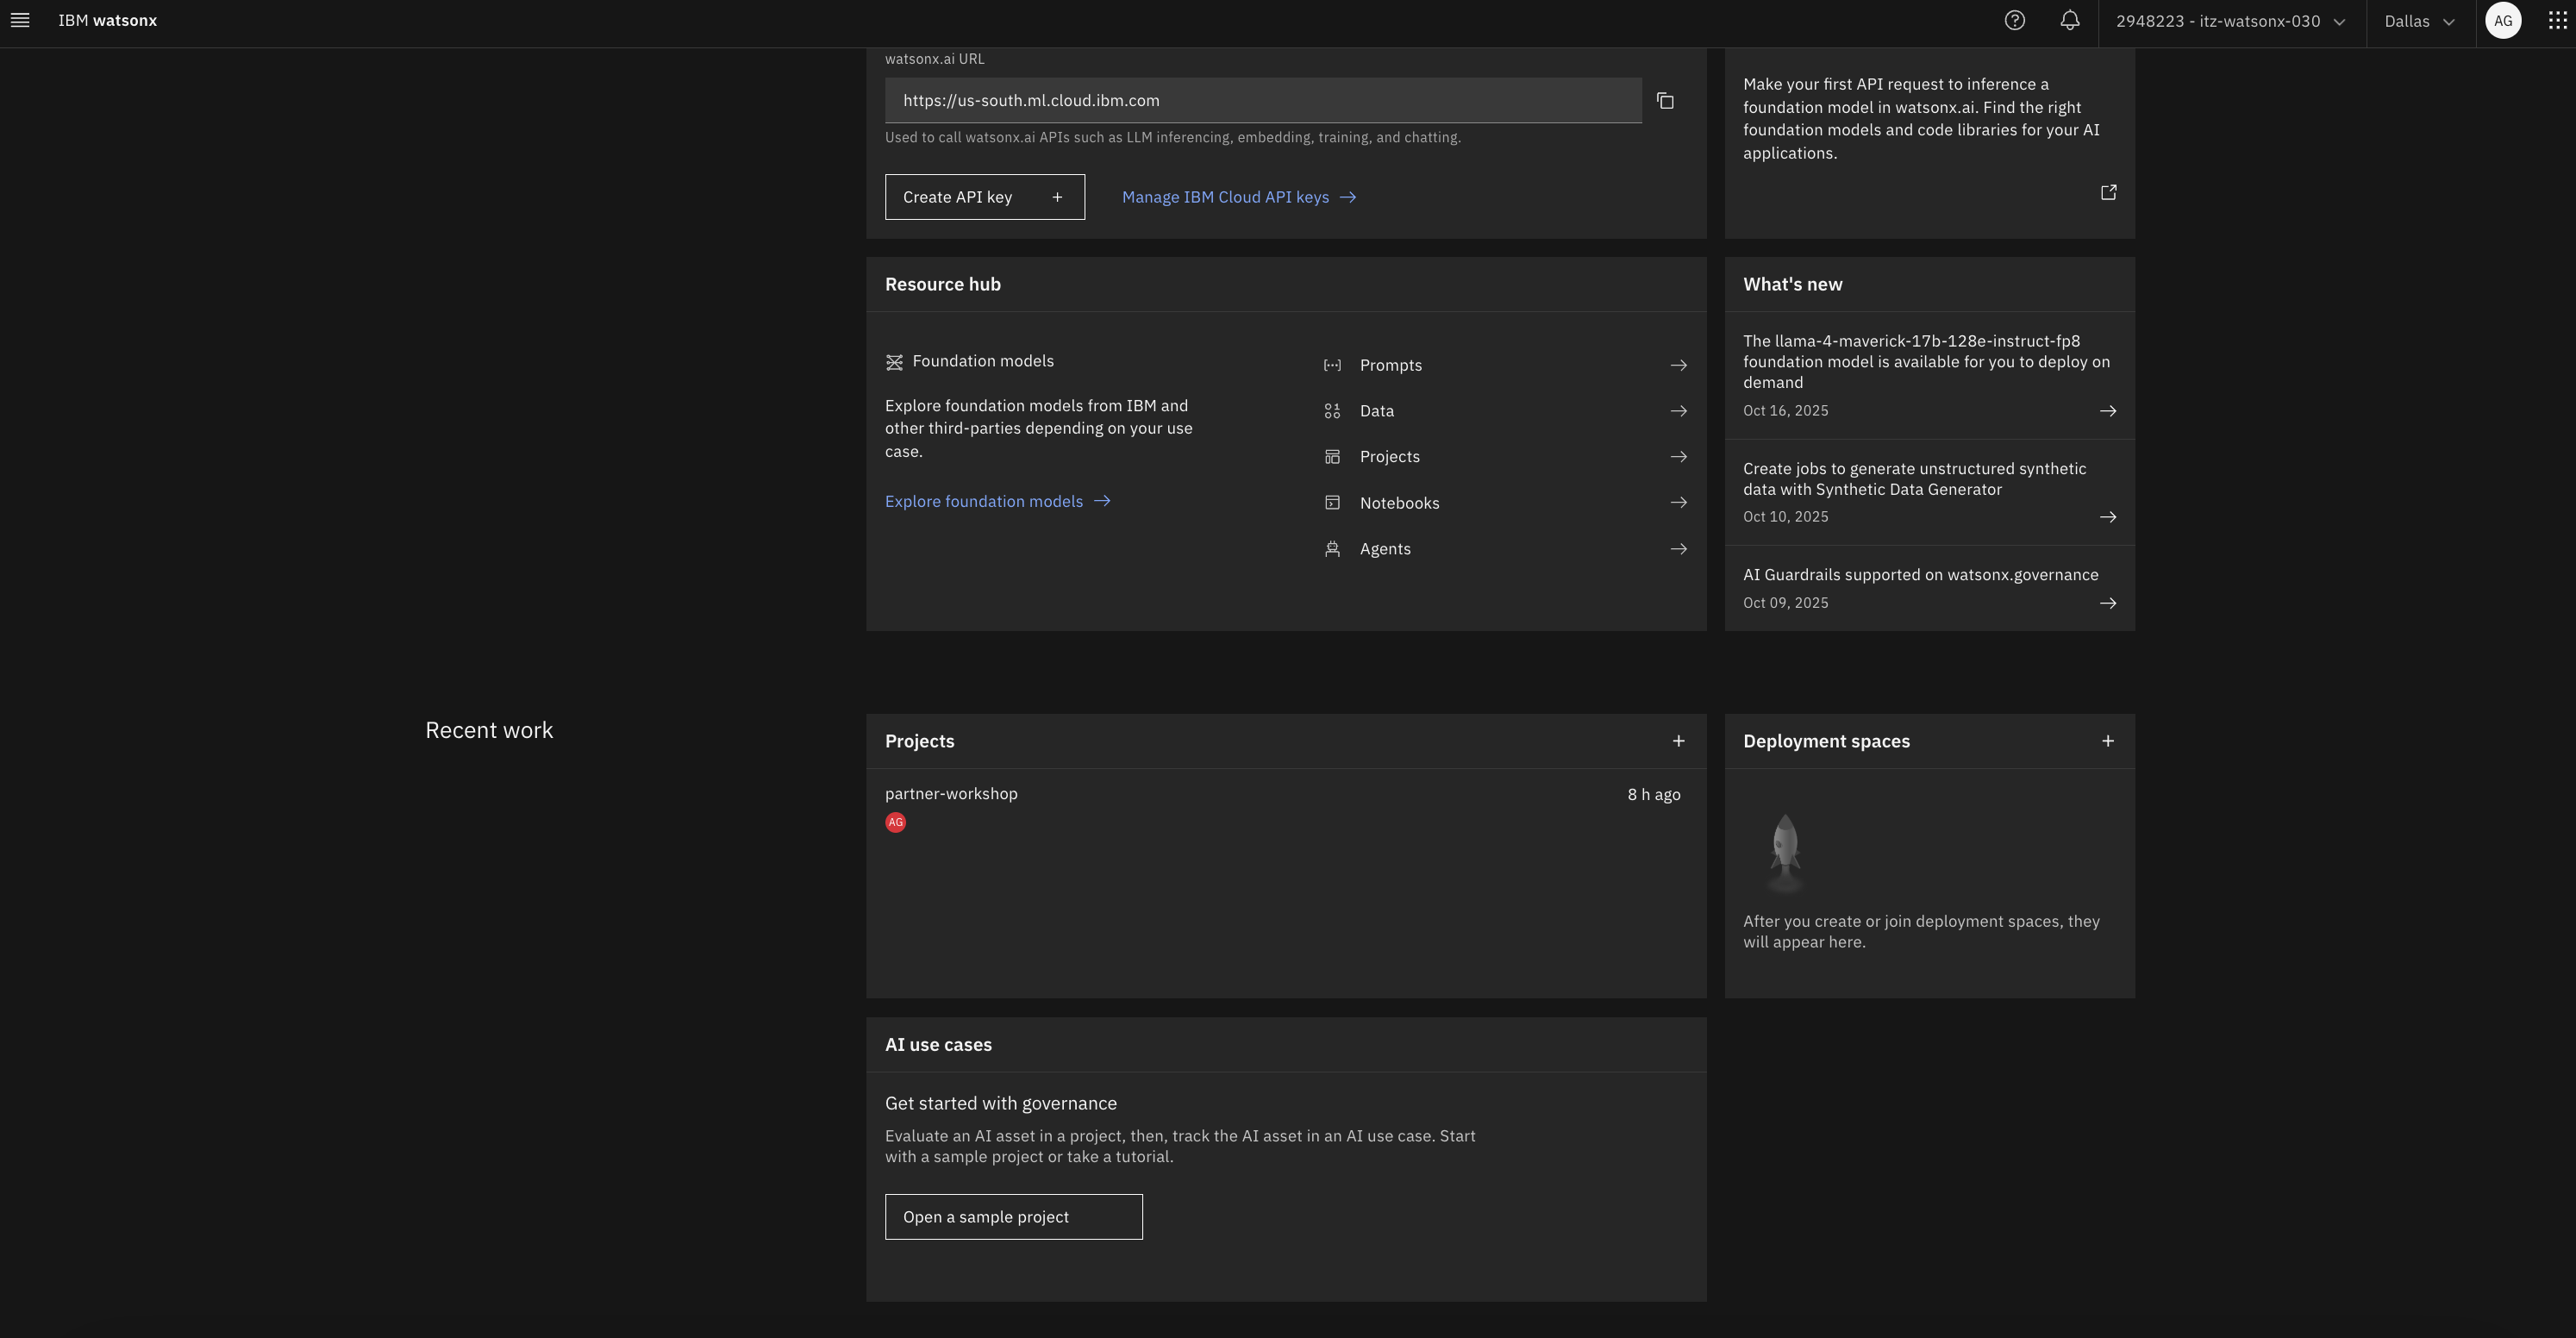 IBM watsonx
2948223 - itz-watsonx-030
Dallas
AG
watsonx.ai URL
https://us-south.ml.cloud.ibm.com
Used to call watsonx.ai APIs such as LLM inferencing, embedding, training, and chatting.
Create API key +
Manage IBM Cloud API keys
Make your first API request to inference a
foundation model in watsonx.ai. Find the right
foundation models and code libraries for your AI
applications.
Resource hub
Foundation models
Explore foundation models from IBM and
other third-parties depending on your use
case.
Explore foundation models
Prompts
Data
Projects
Notebooks
Agents
What's new
The llama-4-maverick-17b-128e-instruct-fp8
foundation model is available for you to deploy on
demand
Oct 16, 2025
Create jobs to generate unstructured synthetic
data with Synthetic Data Generator
Oct 10, 2025
AI Guardrails supported on watsonx.governance
Oct 09, 2025
Recent work
Projects +
partner-workshop
8 h ago
AG
Deployment spaces +
After you create or join deployment spaces, they
will appear here.
AI use cases
Get started with governance
Evaluate an AI asset in a project, then, track the AI asset in an AI use case. Start
with a sample project or take a tutorial.
Open a sample project